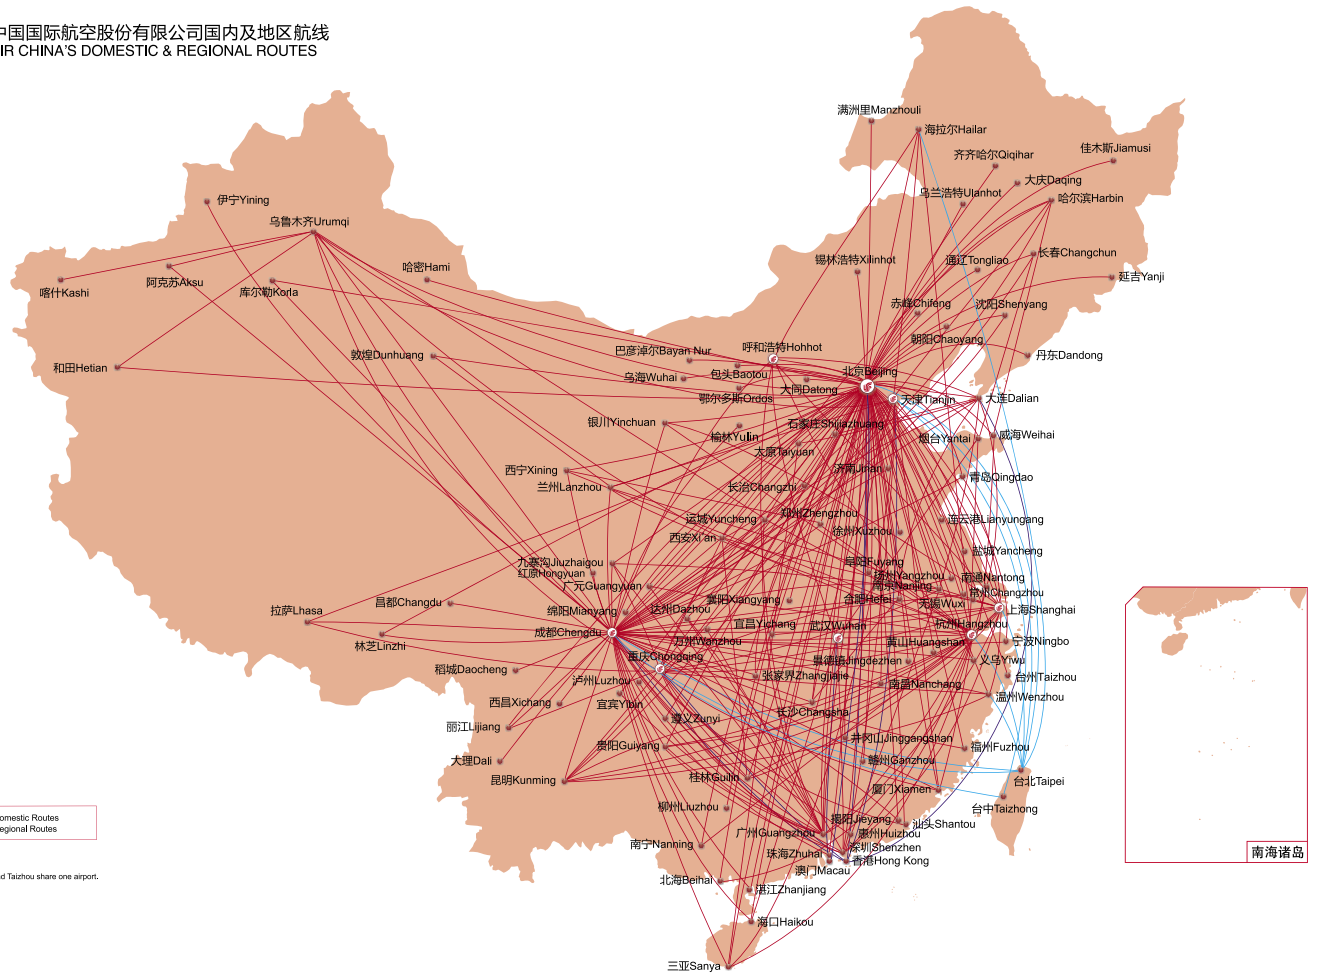 中国国际航空股份有限公司国内及地区航线
IR CHINA'S DOMESTIC & REGIONAL ROUTES
满洲里Manzhouli
海拉尔Hailar
齐齐哈尔Qiqihar
佳木斯Jiamusi
大庆Daqing
乌兰浩特Ulanhot
哈尔滨Harbin
伊宁Yining
乌鲁木齐Urumqi
锡林浩特Xilinhot
通辽Tongliao
长春Changchun
哈密Hami
延吉Yanji
喀什Kashi
阿克苏Aksu
库尔勒Korla
赤峰Chifeng
沈阳Shenyang
朝阳Chaoyang
敦煌Dunhuang
巴彦淖尔Bayan Nur
呼和浩特Hohhot
丹东Dandong
和田Hetian
乌海Wuhai
包头Baotou
北京Beijing
大同Datong
鄂尔多斯Ordos
天津Tianjin
大连Dalian
银川Yinchuan
石家庄Shijiazhuang
榆林Yulin
烟台Yantai
威海Weihai
太原Taiyuan
西宁Xining
济南Jinan
青岛Qingdao
兰州Lanzhou
长治Changzhi
运城Yuncheng
郑州Zhengzhou
连云港Lianyungang
西安Xi'an
徐州Xuzhou
盐城Yancheng
九寨沟Jiuzhaigou
阜阳Fuyang
红原Hongyuan
扬州Yangzhou
南通Nantong
广元Guangyuan
南京Nanjing
常州Changzhou
昌都Changdu
襄阳Xiangyang
合肥Hefei
无锡Wuxi
拉萨Lhasa
绵阳Mianyang
达州Dazhou
上海Shanghai
成都Chengdu
宜昌Yichang
武汉Wuhan
杭州Hangzhou
林芝Linzhi
万州Wanzhou
黄山Huangshan
宁波Ningbo
重庆Chongqing
景德镇Jingdezhen
义乌Yiwu
稻城Daocheng
泸州Luzhou
张家界Zhangjiajie
南昌Nanchang
台州Taizhou
西昌Xichang
宜宾Yibin
温州Wenzhou
丽江Lijiang
遵义Zunyi
长沙Changsha
贵阳Guiyang
井冈山Jinggangshan
福州Fuzhou
大理Dali
赣州Ganzhou
昆明Kunming
桂林Guilin
台北Taipei
厦门Xiamen
柳州Liuzhou
台中Taizhong
揭阳Jieyang
汕头Shantou
广州Guangzhou
惠州Huizhou
南宁Nanning
深圳Shenzhen
珠海Zhuhai
香港Hong Kong
澳门Macau
北海Beihai
湛江Zhanjiang
海口Haikou
三亚Sanya
omestic Routes
egional Routes
d Taizhou share one airport.
南海诸岛